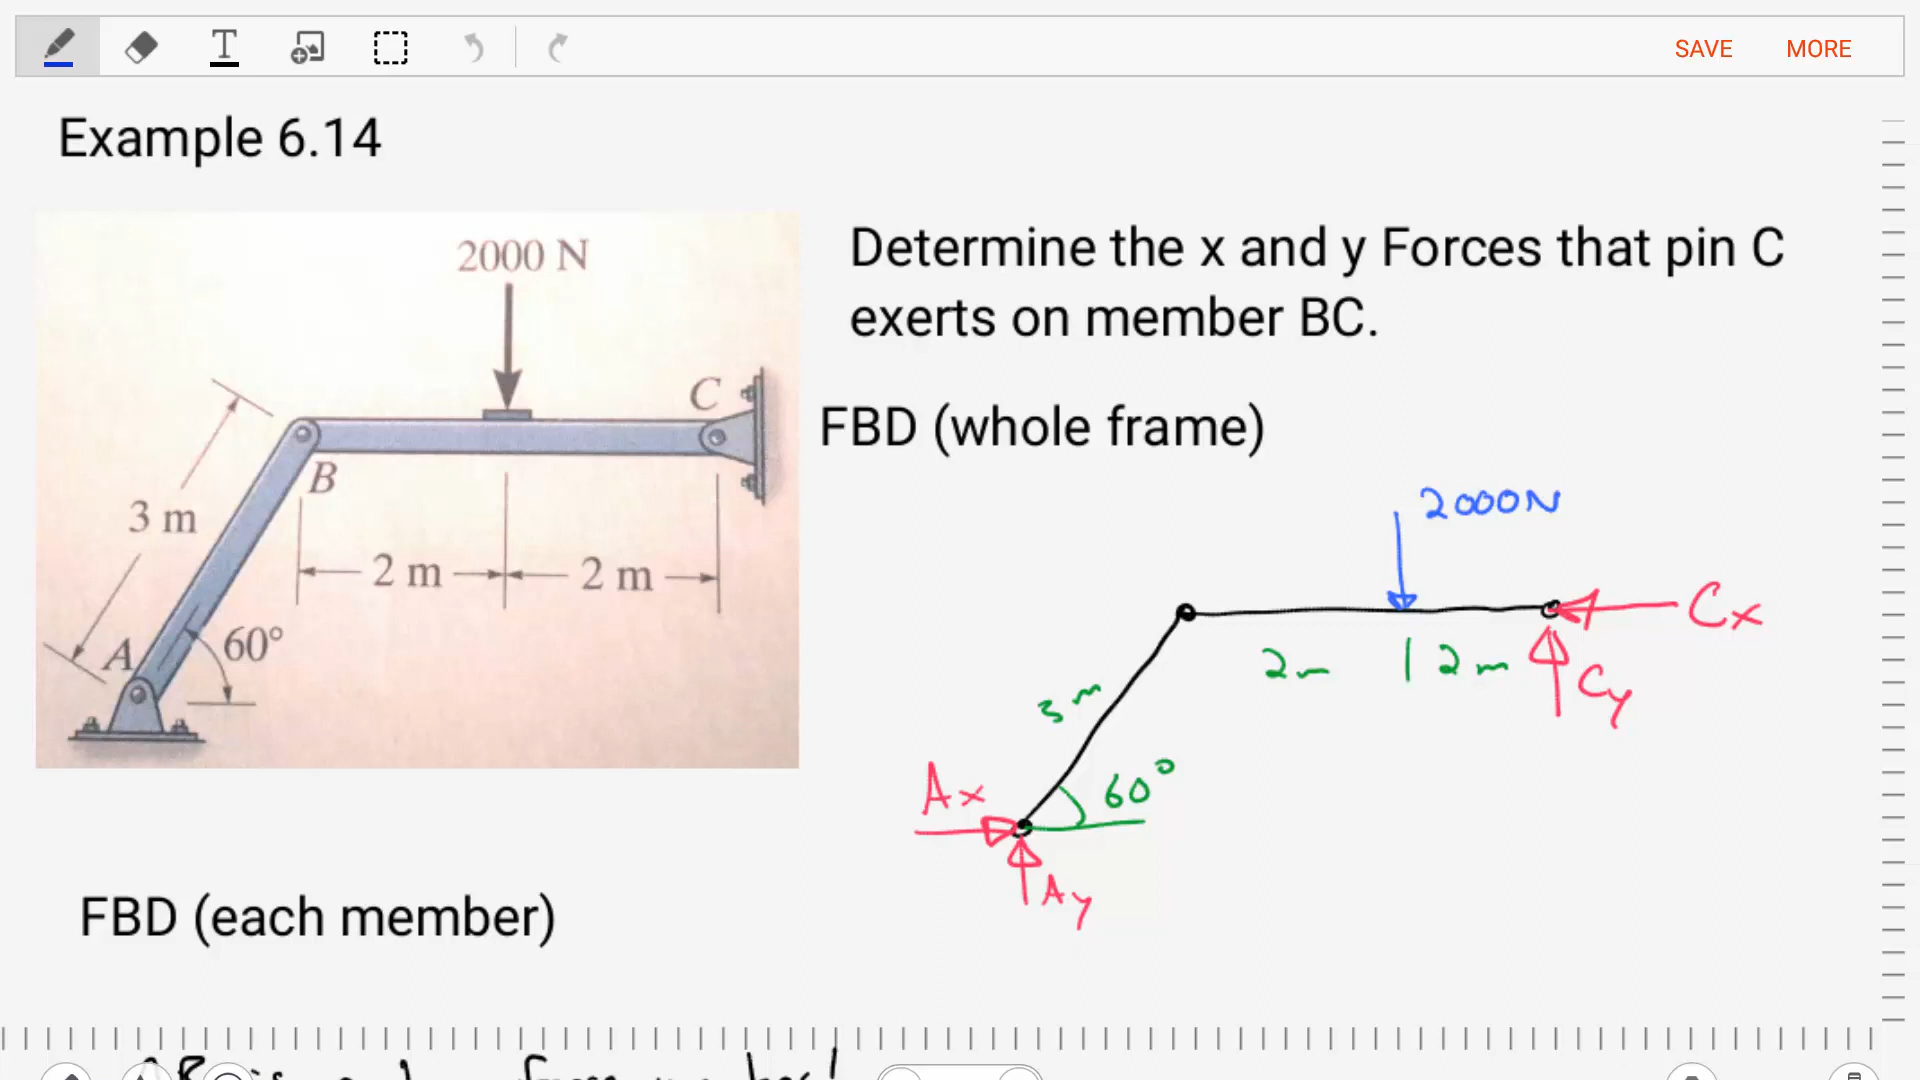 T SAVE MORE
Example 6.14
2000 N
C
B
3 m
2 m
2 m
A
60°
Determine the x and y Forces that pin C
exerts on member BC.
FBD (whole frame)
2000N
Cx
2m | 2m
Cy
3m
60°
Ax
Ay
FBD (each member)